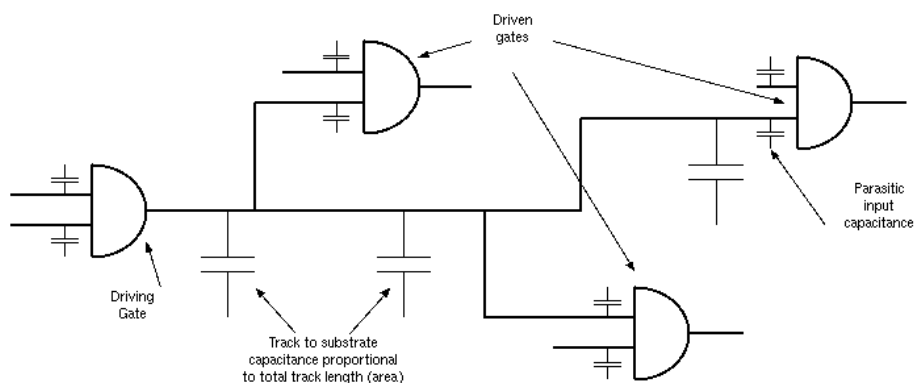 Driven
gates
Parasitic
input
capacitance
Driving
Gate
Track to substrate
capacitance proportional
to total track length (area)